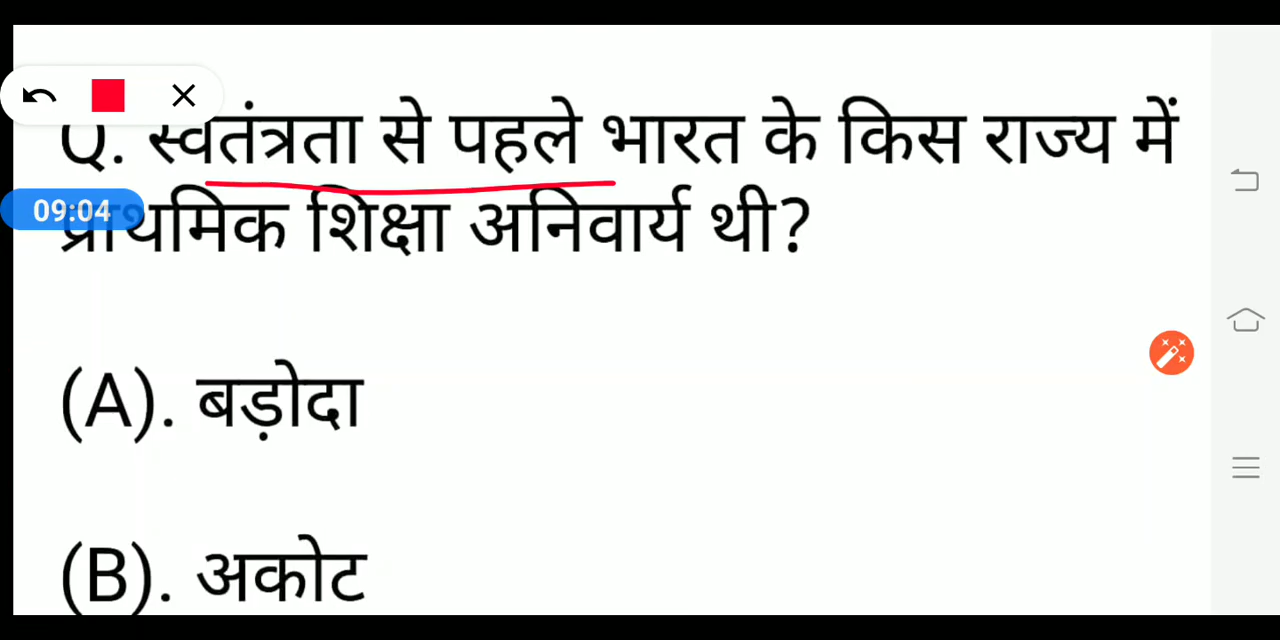 Q. स्वतंत्रता से पहले भारत के किस राज्य में
09:04
प्राथमिक शिक्षा अनिवार्य थी?
(A). बड़ोदा
(B). अकोट